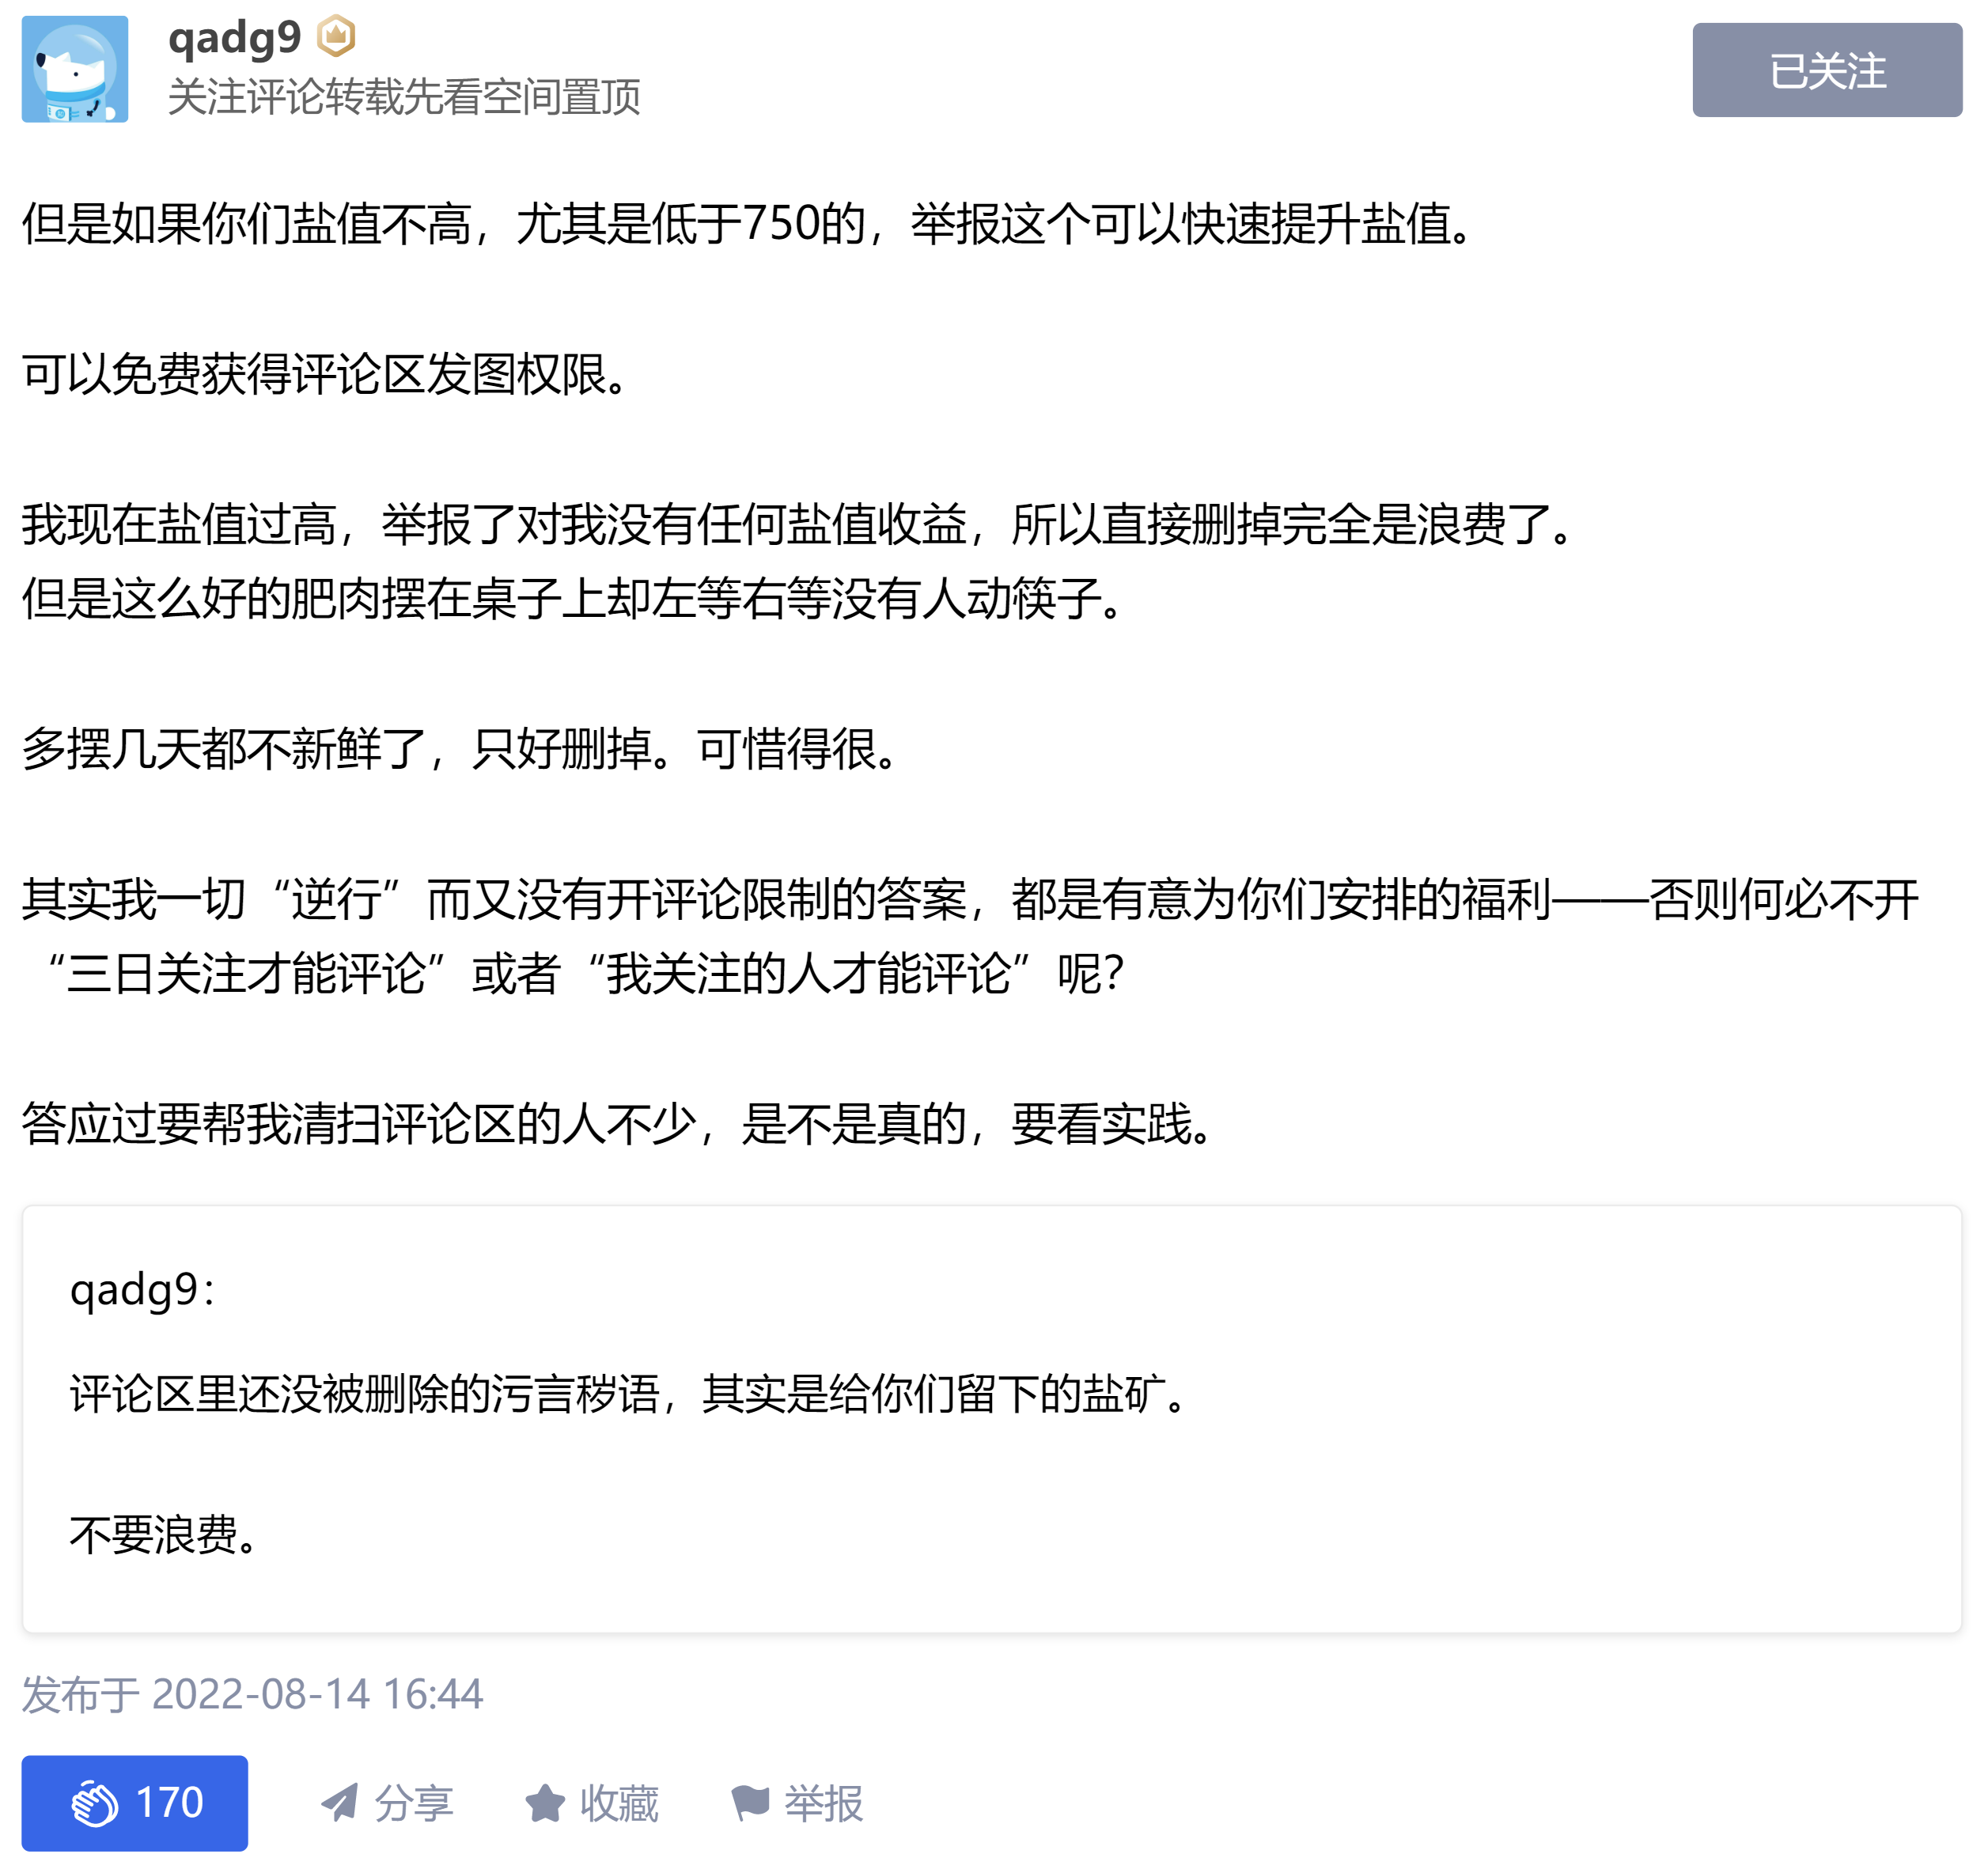 qadg9
关注评论转载先看空间置顶
已关注
但是如果你们盐值不高，尤其是低于750的，举报这个可以快速提升盐值。
可以免费获得评论区发图权限。
我现在盐值过高，举报了对我没有任何盐值收益，所以直接删掉完全是浪费了。
但是这么好的肥肉摆在桌子上却左等右等没有人动筷子。
多摆几天都不新鲜了，只好删掉。可惜得很。
其实我一切“逆行”而又没有开评论限制的答案，都是有意为你们安排的福利——否则何必不开
“三日关注才能评论”或者“我关注的人才能评论”呢？
答应过要帮我清扫评论区的人不少，是不是真的，要看实践。
qadg9：
评论区里还没被删除的污言秽语，其实是给你们留下的盐矿。
不要浪费。
发布于 2022-08-14 16:44
170 分享 收藏 举报